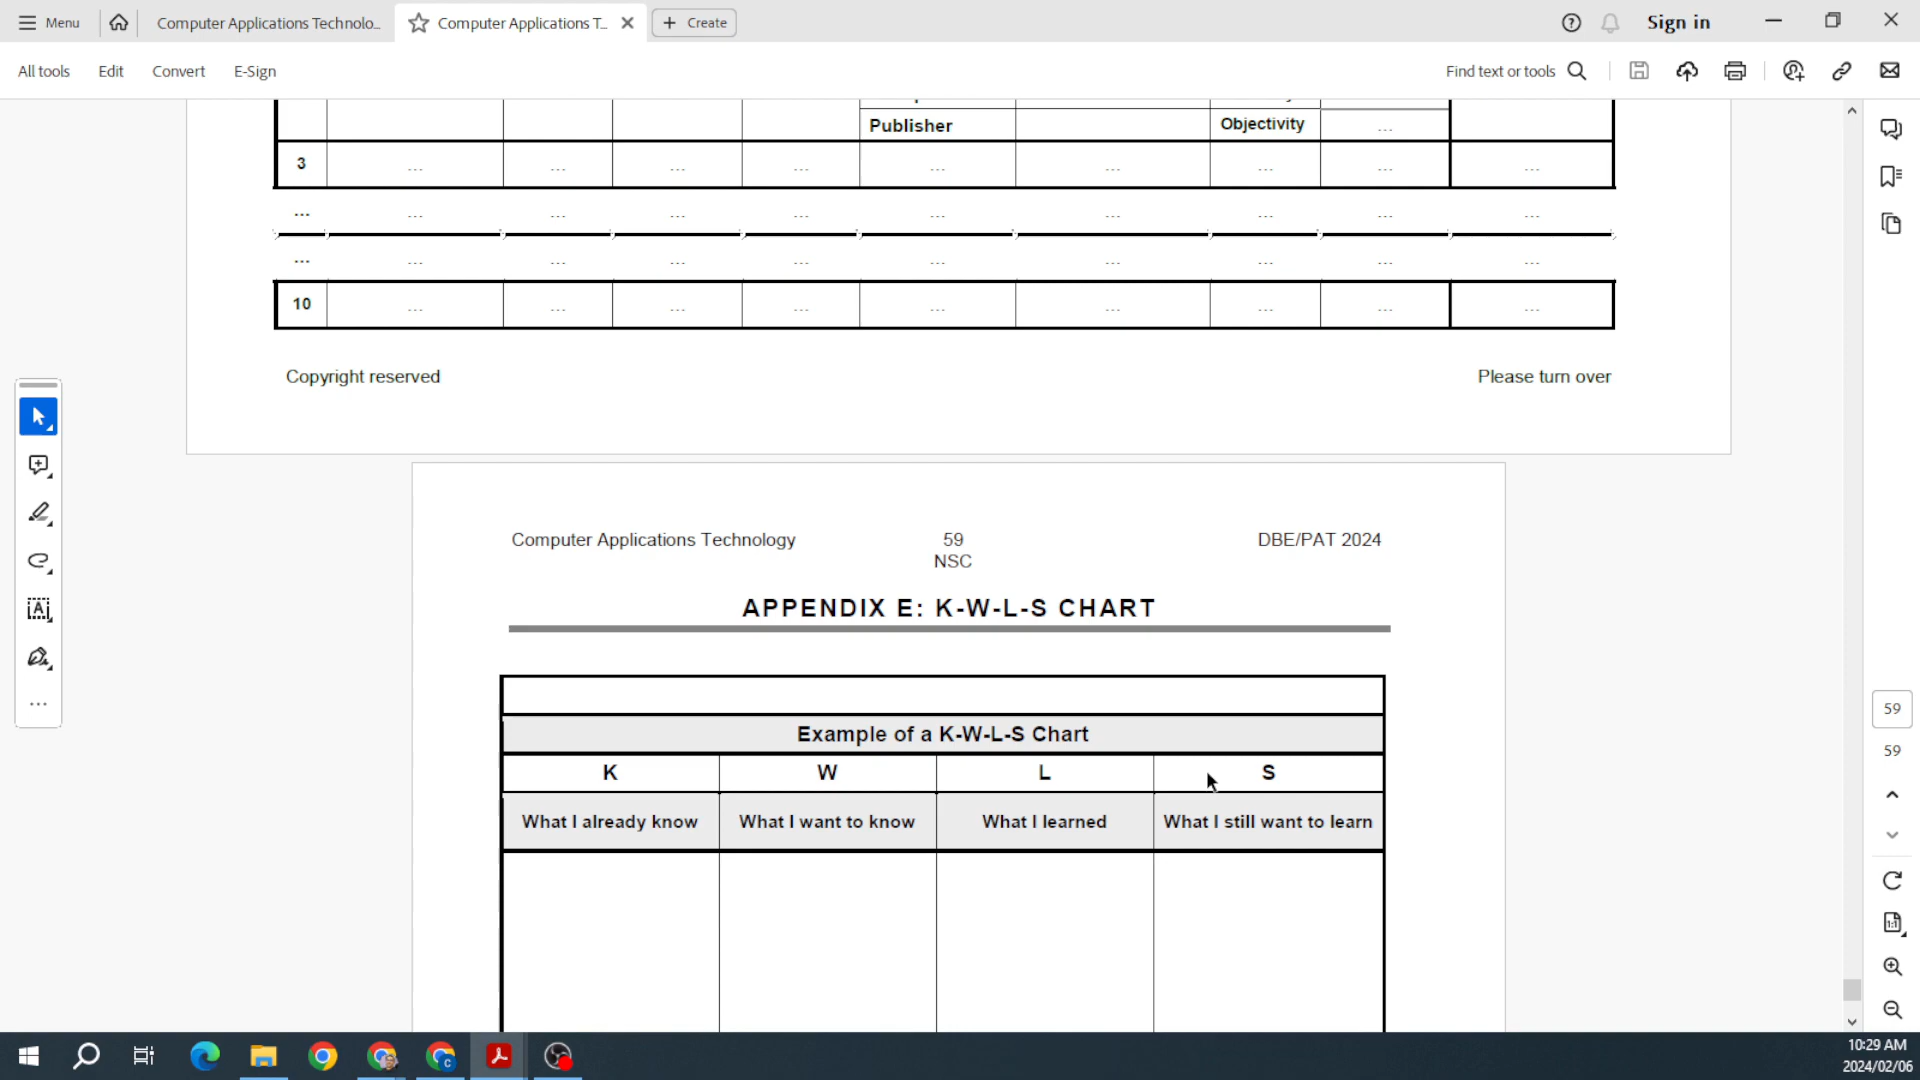 Menu
Computer Applications Technolo...
Computer Applications T...
Create
Sign in
All tools
Edit
Convert
E-Sign
Find text or tools
Publisher
Objectivity
...
3 ... ... ... ... ... ... ... ... ...
... ... ... ... ... ... ... ... ... ...
... ... ... ... ... ... ... ... ... ...
10 ... ... ... ... ... ... ... ... ...
Copyright reserved
Please turn over
Computer Applications Technology
59
DBE/PAT 2024
NSC
APPENDIX E: K-W-L-S CHART
Example of a K-W-L-S Chart
K W L S
What I already know
What I want to know
What I learned
What I still want to learn
59
59
10:29 AM
2024/02/06